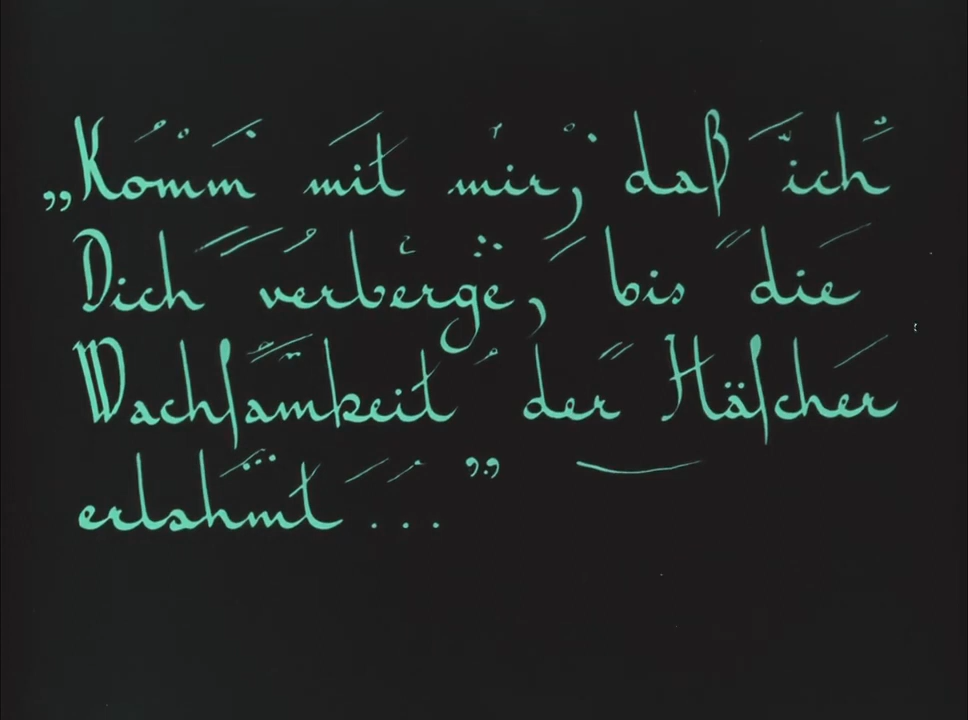 „Komm mit mir, daß ich
Dich verberge, bis die
Wachſamkeit der Häſcher
erlahmt ...”